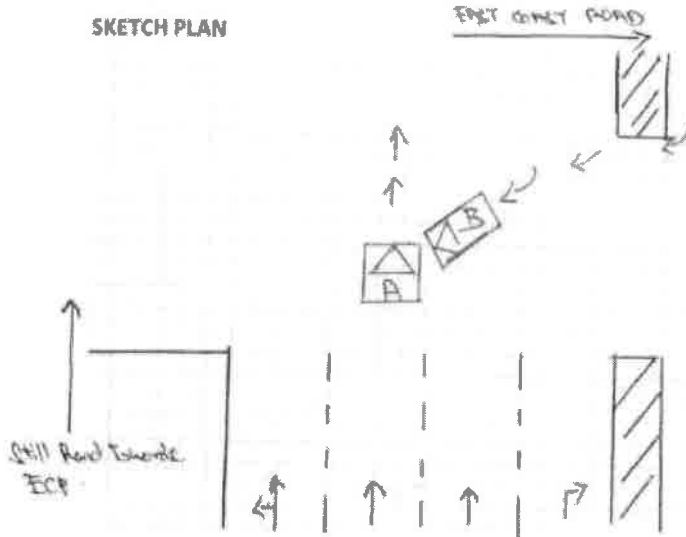 SKETCH PLAN
EAST COAST ROAD
B
A
Still Road Towards
ECP